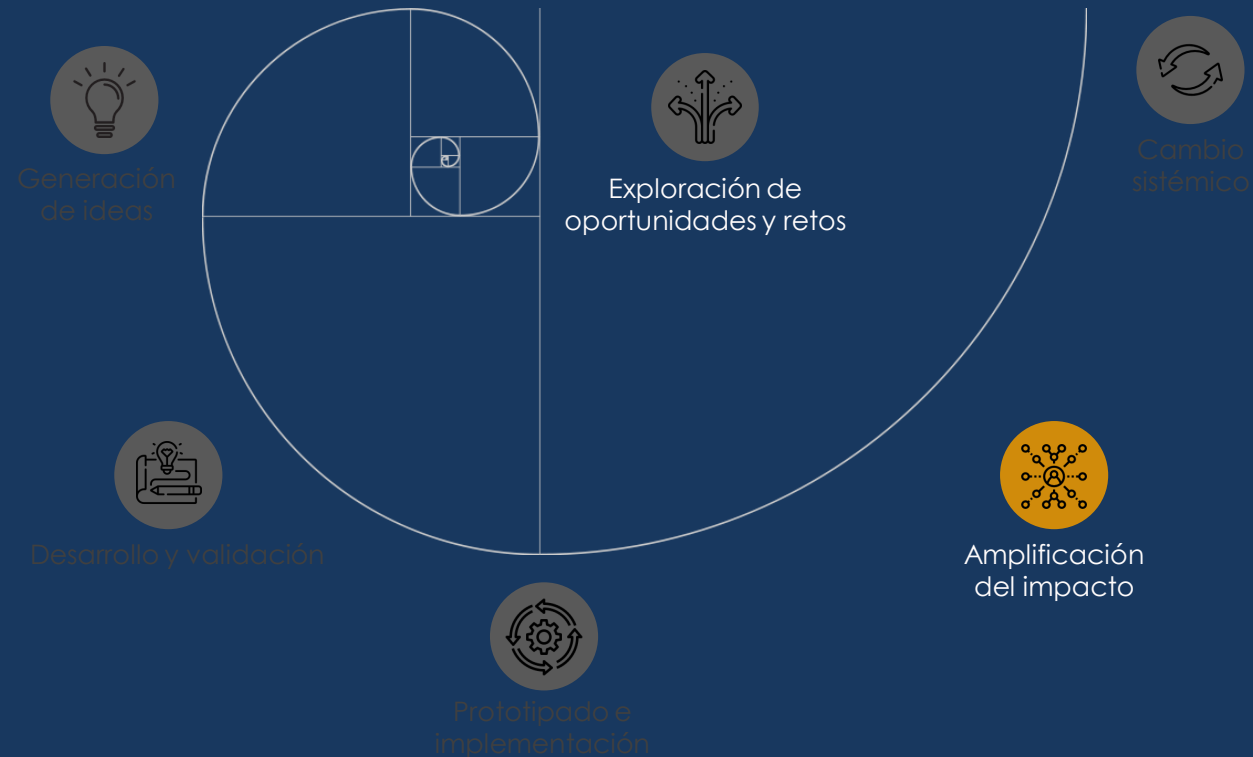 Generación
de ideas
Exploración de
oportunidades y retos
Cambio
sistémico
Desarrollo y validación
Amplificación
del impacto
Prototipado e
implementación